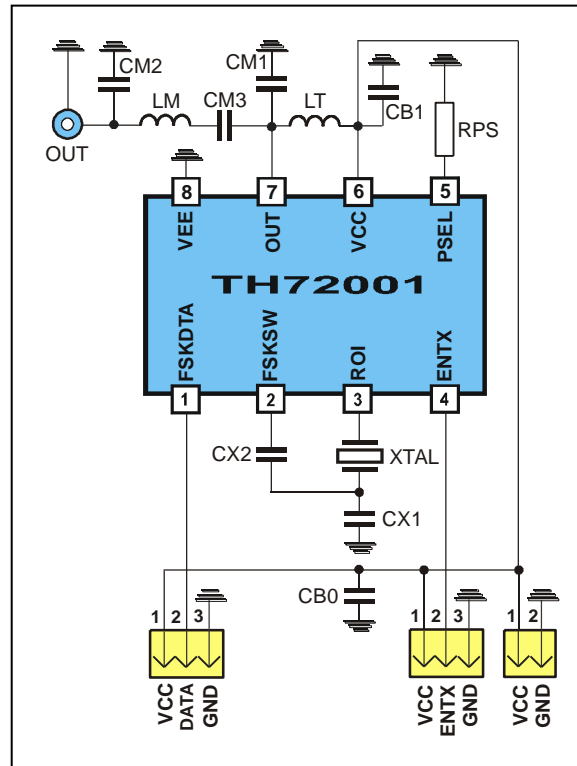 CM2
CM1
LM
CM3
LT
CB1
RPS
OUT
8
7
6
5
VEE
OUT
VCC
PSEL
TH72001
FSKDTA
FSKSW
ROI
ENTX
1
2
3
4
CX2
XTAL
CX1
CB0
1 2 3
1 2 3
1 2
VCC
DATA
GND
VCC
ENTX
GND
VCC
GND